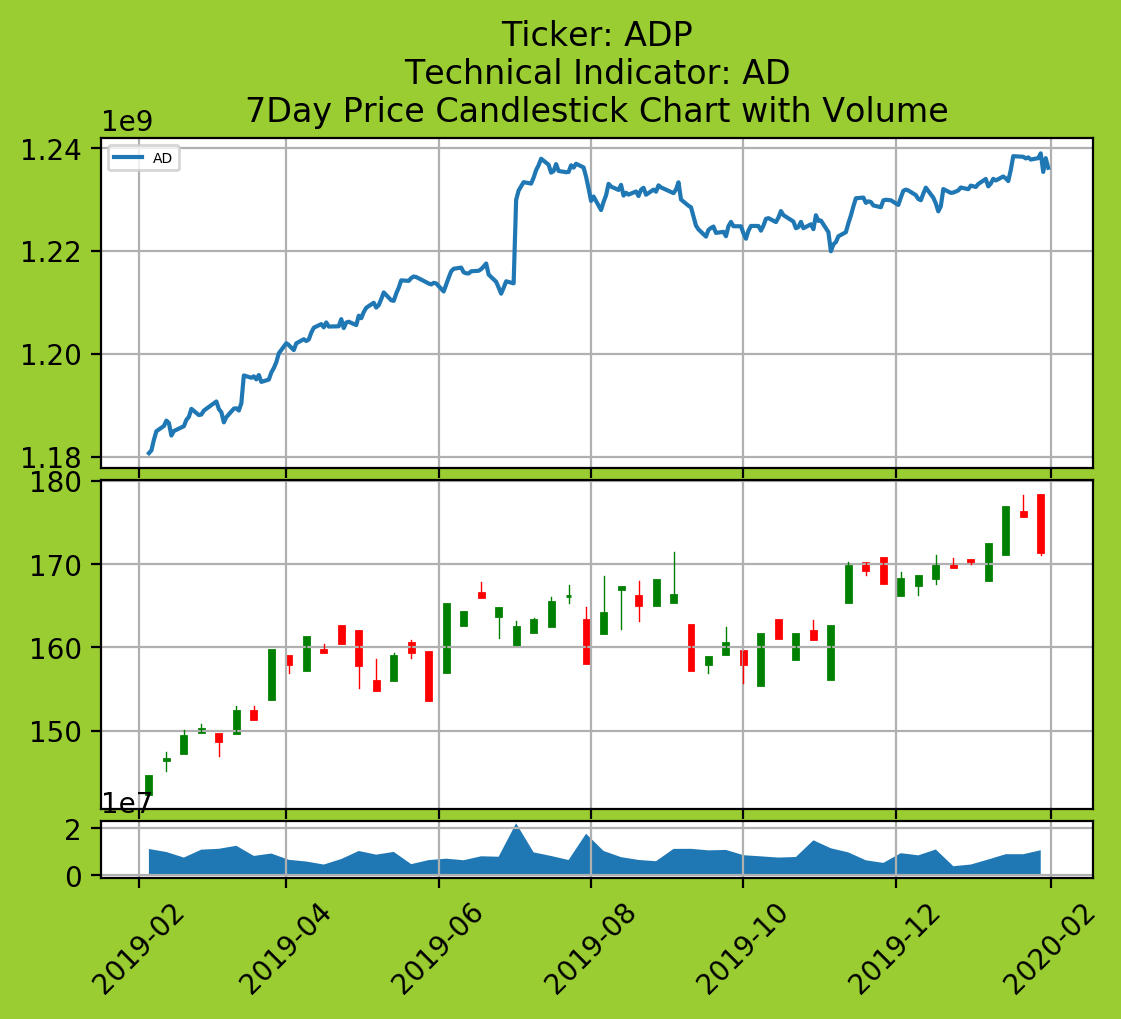 Ticker: ADP
Technical Indicator: AD
7Day Price Candlestick Chart with Volume
1e9
1.24
AD
1.22
1.20
1.18
180
170
160
150
1e7
2
0
2019-02
2019-04
2019-06
2019-08
2019-10
2019-12
2020-02